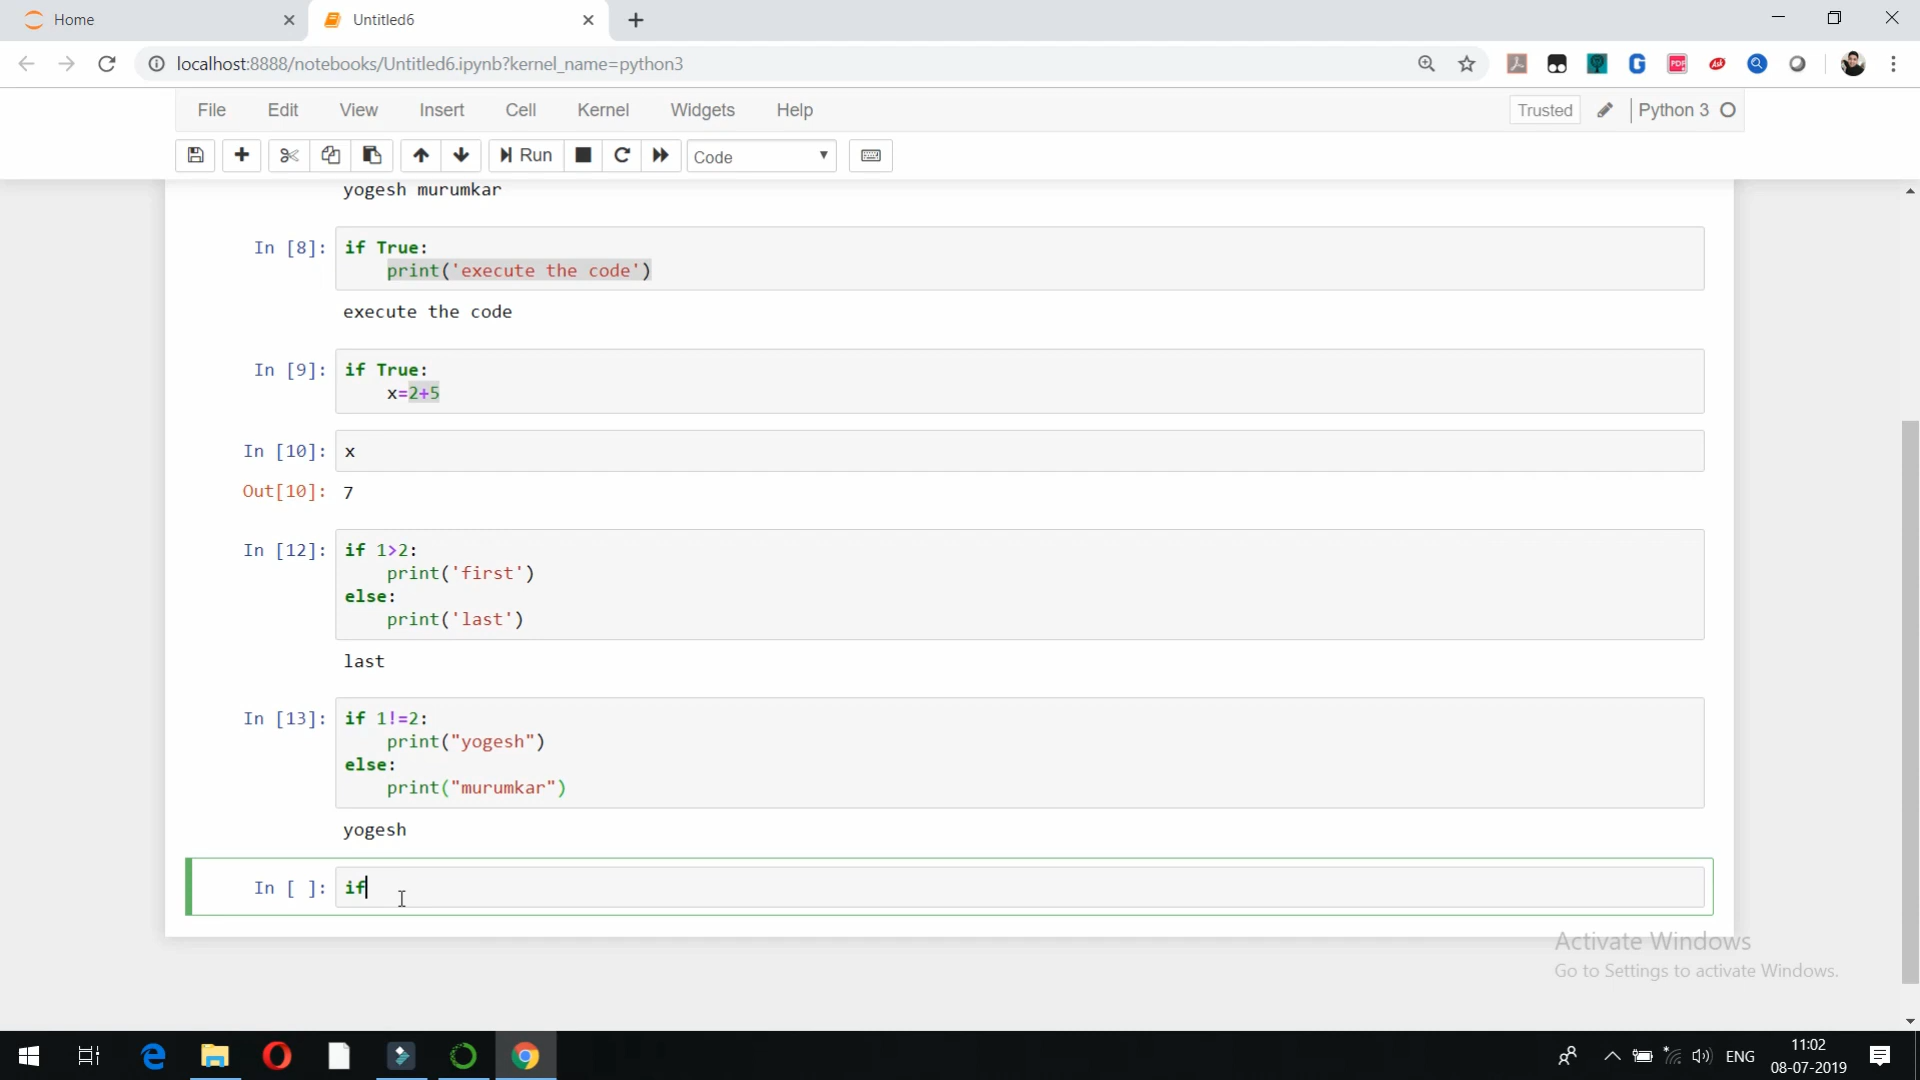 Home
Untitled6
localhost:8888/notebooks/Untitled6.ipynb?kernel_name=python3
File Edit View Insert Cell Kernel Widgets Help Trusted Python 3
Run Code
yogesh murumkar
In [8]: if True:
print('execute the code')
execute the code
In [9]: if True:
x=2+5
In [10]: x
Out[10]: 7
In [12]: if 1>2:
print('first')
else:
print('last')
last
In [13]: if 1!=2:
print("yogesh")
else:
print("murumkar")
yogesh
In [ ]: if
Activate Windows
Go to Settings to activate Windows.
ENG
11:02
08-07-2019